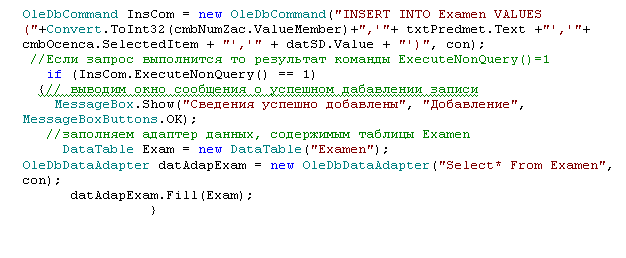 OleDbCommand InsCom = new OleDbCommand("INSERT INTO Examen VALUES
("+Convert.ToInt32(cmbNumZac.ValueMember)+",'"+ txtPredmet.Text +"','"+
cmbOcenca.SelectedItem + "','" + datSD.Value + "')", con);
//Если запрос выполнится то результат команды ExecuteNonQuery()=1
if (InsCom.ExecuteNonQuery() == 1)
{// выводим окно сообшения о успешном дабавлении записи
MessageBox.Show("Сведения успешно добавлены", "Добавление",
MessageBoxButtons.OK);
//заполняем адаптер данных, содержимым таблицы Examen
DataTable Exam = new DataTable("Examen");
OleDbDataAdapter datAdapExam = new OleDbDataAdapter("Select* From Examen",
con);
datAdapExam.Fill(Exam);
}